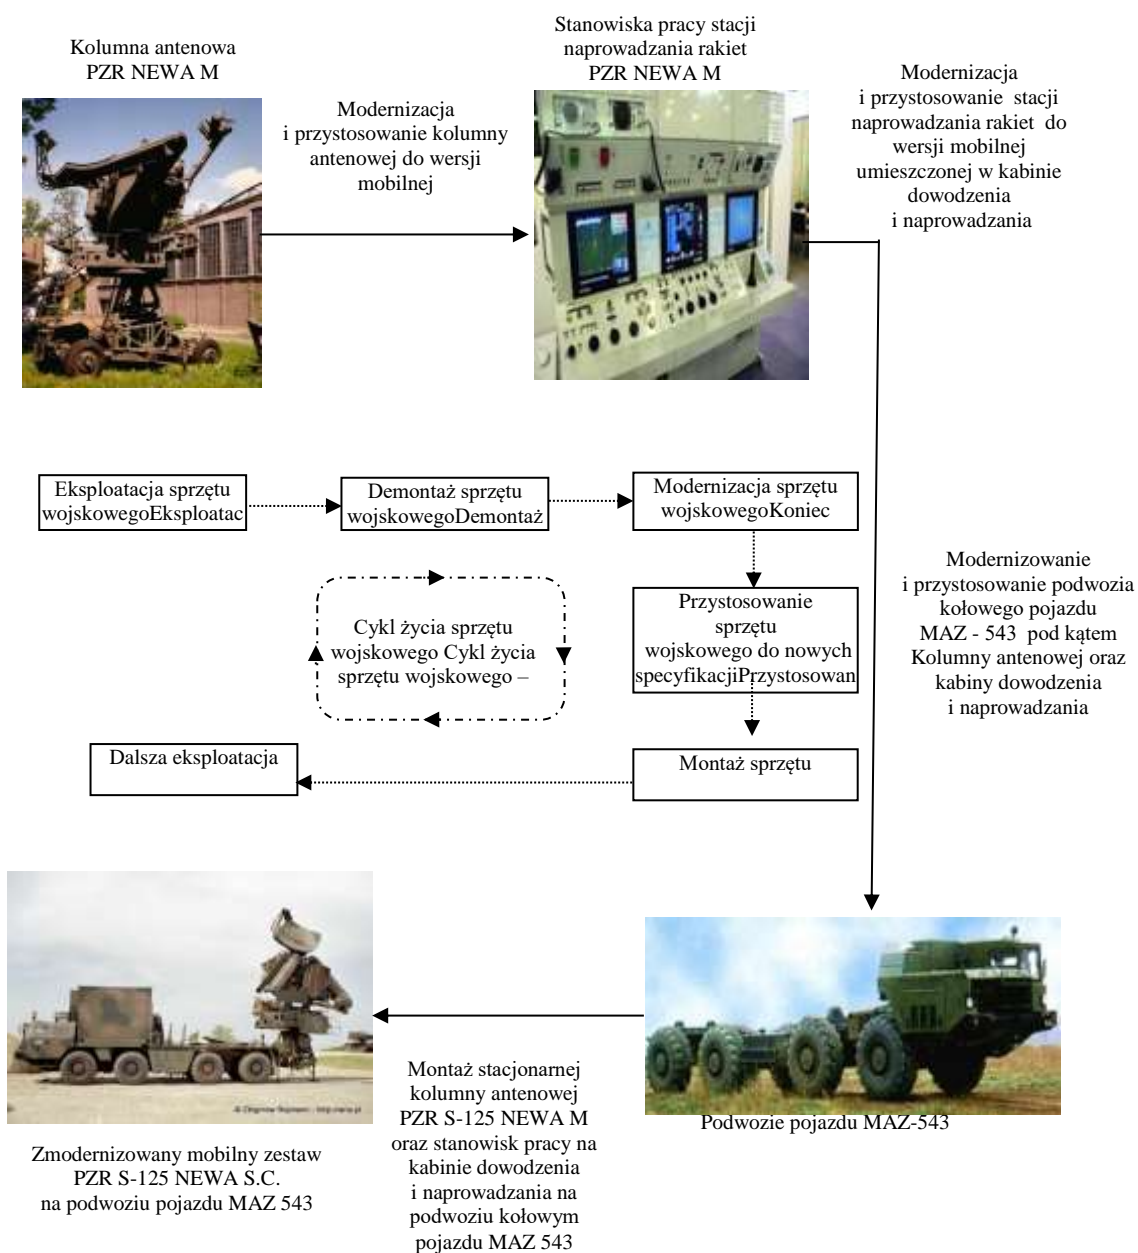 Kolumna antenowa
PZR NEWA M
Stanowiska pracy stacji
naprowadzania rakiet
PZR NEWA M
Modernizacja
i przystosowanie kolumny
antenowej do wersji
mobilnej
Modernizacja
i przystosowanie stacji
naprowadzania rakiet do
wersji mobilnej
umieszczonej w kabinie
dowodzenia
i naprowadzania
Eksploatacja sprzętu
wojskowegoEksploatac
Demontaż sprzętu
wojskowegoDemontaż
Modernizacja sprzętu
wojskowegoKoniec
Cykl życia sprzętu
wojskowego Cykl życia
sprzętu wojskowego –
Przystosowanie
sprzętu
wojskowego do nowych
specyfikacjiPrzystosowan
Modernizowanie
i przystosowanie podwozia
kołowego pojazdu
MAZ - 543 pod kątem
Kolumny antenowej oraz
kabiny dowodzenia
i naprowadzania
Dalsza eksploatacja
Montaż sprzętu
Zmodernizowany mobilny zestaw
PZR S-125 NEWA S.C.
na podwoziu pojazdu MAZ 543
Montaż stacjonarnej
kolumny antenowej
PZR S-125 NEWA M
oraz stanowisk pracy na
kabinie dowodzenia
i naprowadzania na
podwoziu kołowym
pojazdu MAZ 543
Podwozie pojazdu MAZ-543